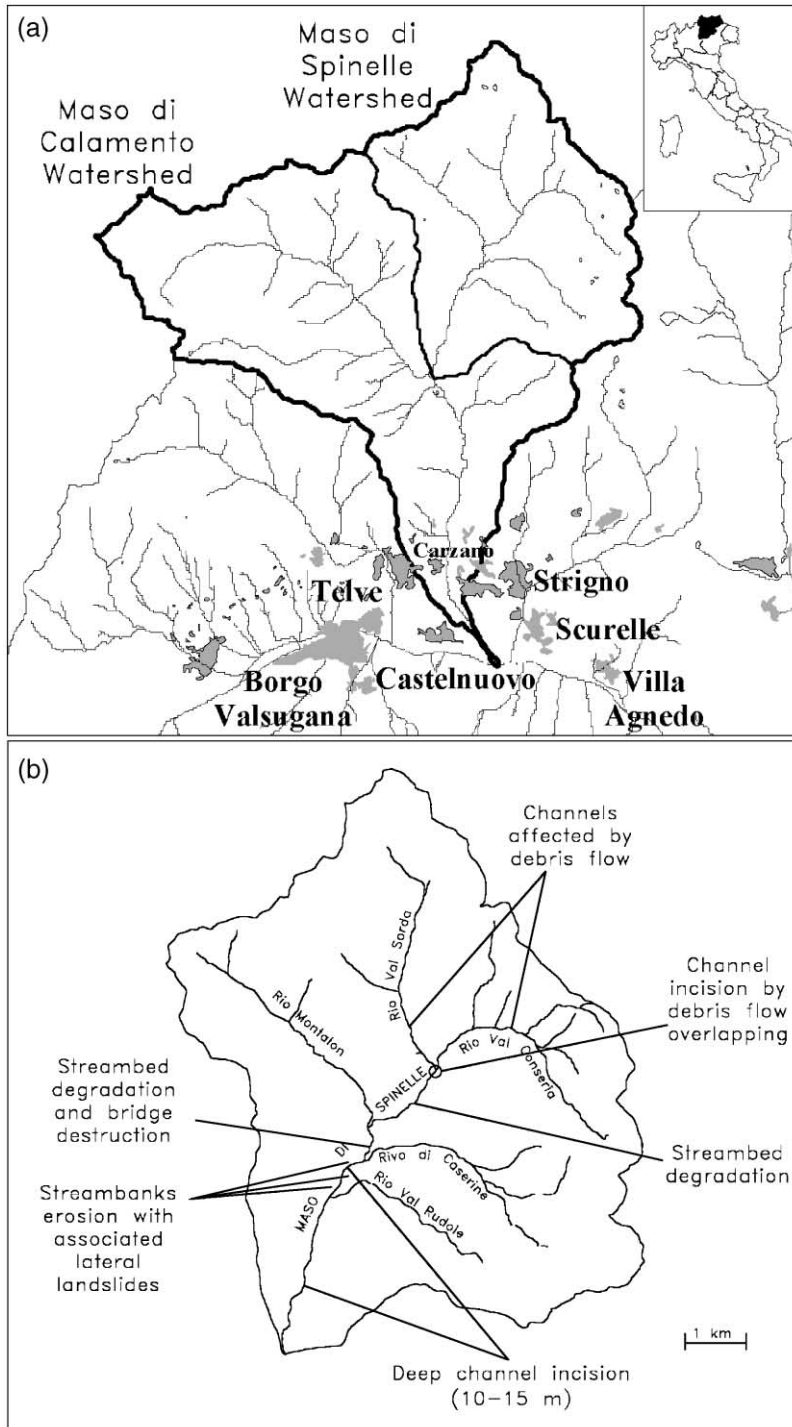 (a)
Maso di
Spinelle
Watershed
Maso di
Calamento
Watershed
Carzano
Telve
Strigno
Scurelle
Borgo
Valsugana
Castelnuovo
Villa
Agnedo
(b)
Channels
affected by
debris flow
Rio Val Sorda
Channel
incision by
debris flow
overlapping
Rio Montalon
Rio Val Conseria
Streambed
degradation
and bridge
destruction
SPINELLE
DI
MASO
Streambed
degradation
Riva di Caserine
Rio Val Rudole
Streambanks
erosion with
associated
lateral
landslides
1 km
Deep channel incision
(10-15 m)